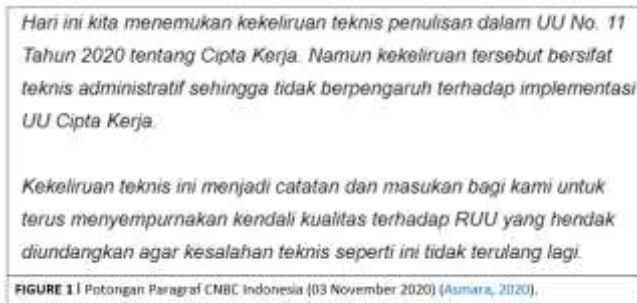 Hari ini kita menemukan kekeliruan teknis penulisan dalam UU No. 11
Tahun 2020 tentang Cipta Kerja. Namun kekeliruan tersebut bersifat
teknis administratif sehingga tidak berpengaruh terhadap implementasi
UU Cipta Kerja.
Kekeliruan teknis ini menjadi catatan dan masukan bagi kami untuk
terus menyempurnakan kendali kualitas terhadap RUU yang hendak
diundangkan agar kesalahan teknis seperti ini tidak terulang lagi.
FIGURE 1 | Potongan Paragraf CNBC Indonesia (03 November 2020) (Asmara, 2020).